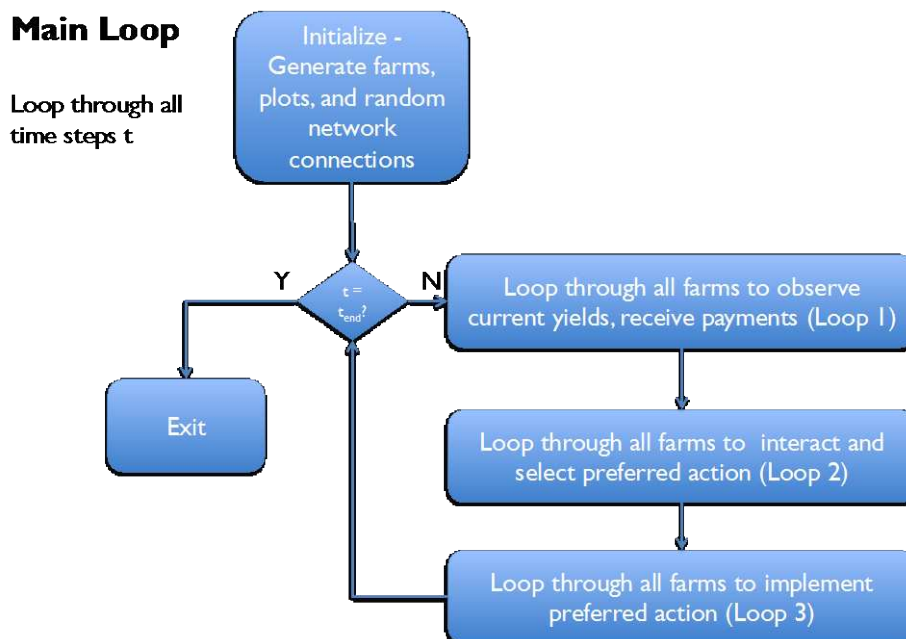 Main Loop
Loop through all
time steps t
Initialize -
Generate farms,
plots, and random
network
connections
Y
t =
t_end?
N
Loop through all farms to observe
current yields, receive payments (Loop 1)
Exit
Loop through all farms to interact and
select preferred action (Loop 2)
Loop through all farms to implement
preferred action (Loop 3)